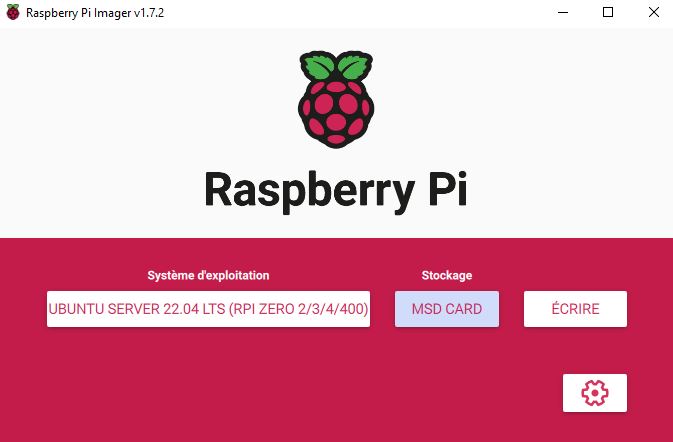 Raspberry Pi Imager v1.7.2
Raspberry Pi
Système d'exploitation
Stockage
UBUNTU SERVER 22.04 LTS (RPI ZERO 2/3/4/400)
MSD CARD
ÉCRIRE